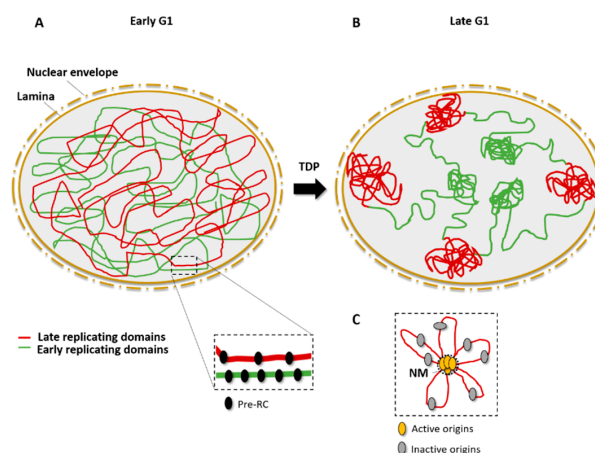 A
Early G1
B
Late G1
Nuclear envelope
Lamina
TDP
Late replicating domains
Early replicating domains
Pre-RC
C
NM
Active origins
Inactive origins